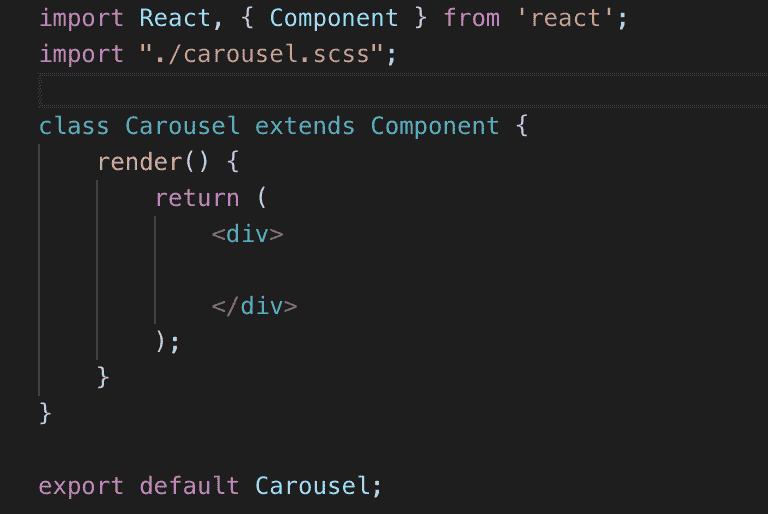 import React, { Component } from 'react';
import "./carousel.scss";
class Carousel extends Component {
render() {
return (
<div>
</div>
);
}
}
export default Carousel;